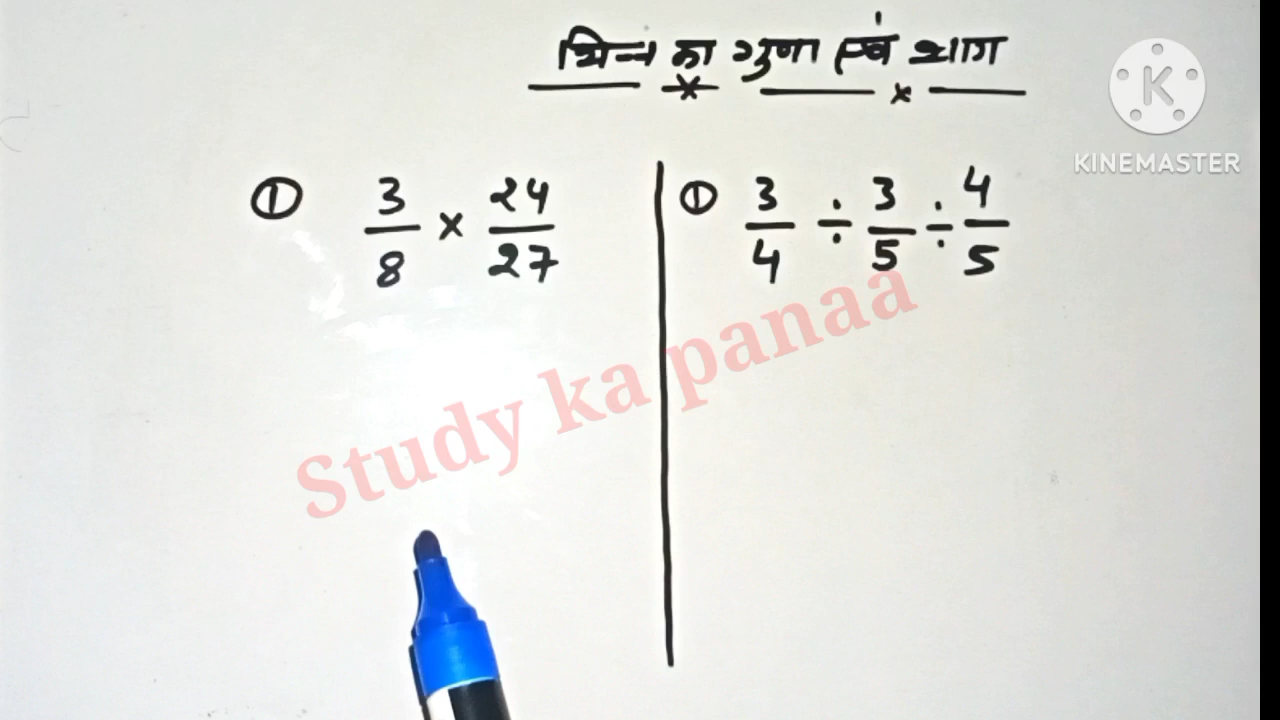 भिन्न का गुणा एवं भाग
K
KINEMASTER
① 3/8 × 24/27
① 3/4 ÷ 3/5 ÷ 4/5
Study ka panaa